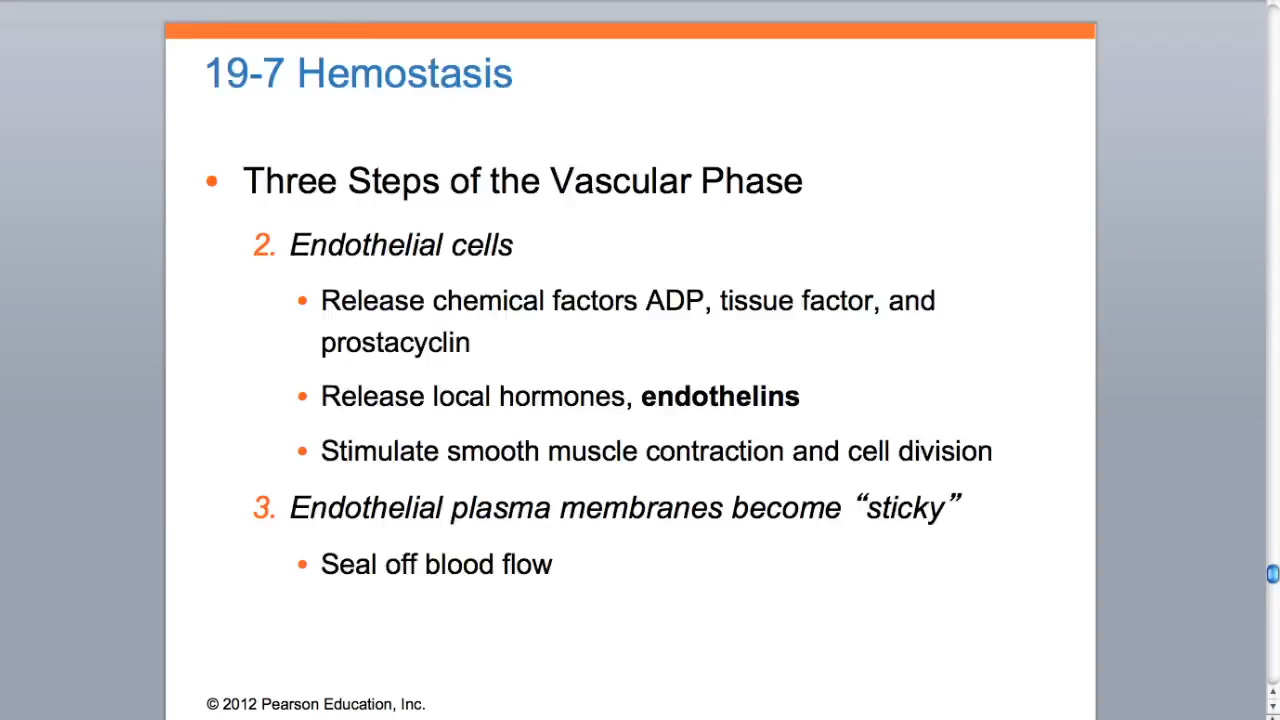 19-7 Hemostasis
• Three Steps of the Vascular Phase
2. Endothelial cells
• Release chemical factors ADP, tissue factor, and
prostacyclin
• Release local hormones, endothelins
• Stimulate smooth muscle contraction and cell division
3. Endothelial plasma membranes become “sticky”
• Seal off blood flow
© 2012 Pearson Education, Inc.